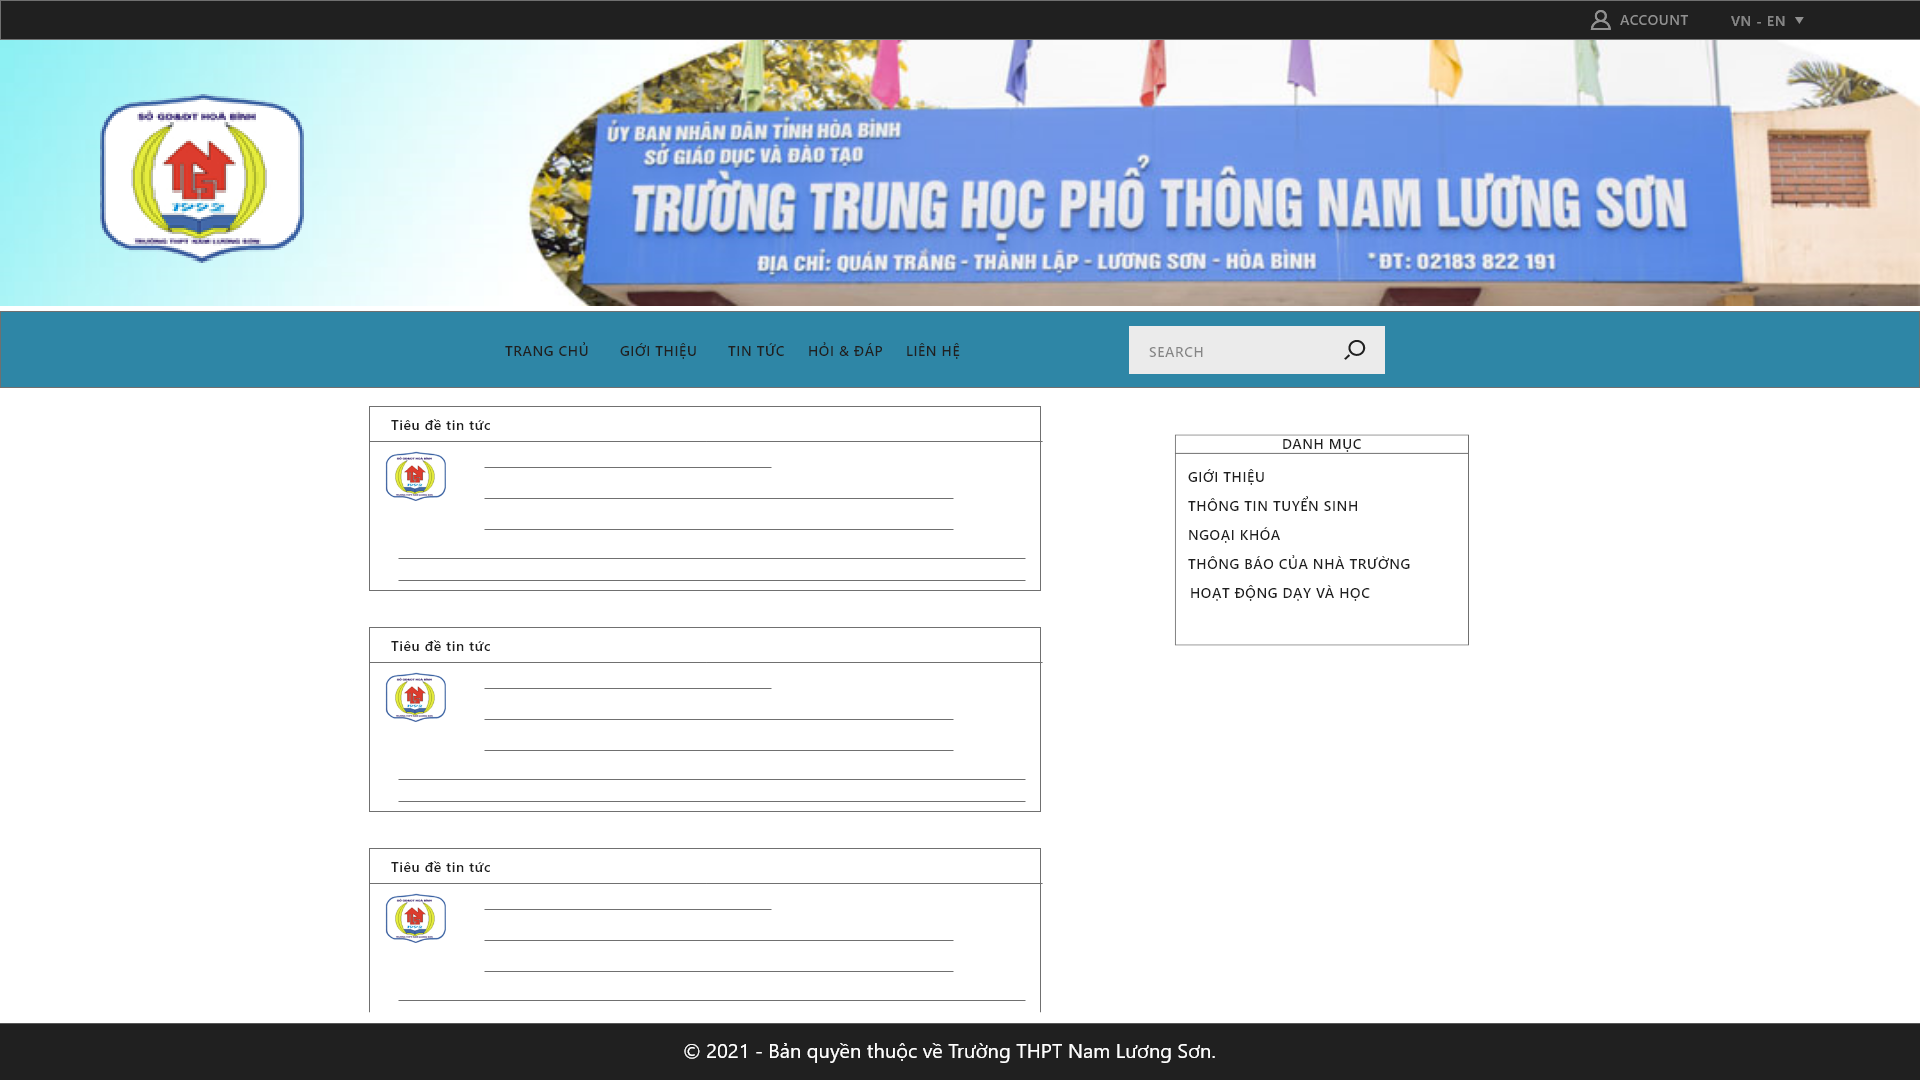 ACCOUNT
VN - EN
SỞ GD&ĐT HOÀ BÌNH
1992
TRƯỜNG THPT NAM LƯƠNG SƠN
ỦY BAN NHÂN DÂN TỈNH HÒA BÌNH
SỞ GIÁO DỤC VÀ ĐÀO TẠO
TRƯỜNG TRUNG HỌC PHỔ THÔNG NAM LƯƠNG SƠN
ĐỊA CHỈ: QUÁN TRẮNG - THÀNH LẬP - LƯƠNG SƠN - HÒA BÌNH * ĐT: 02183 822 191
TRANG CHỦ
GIỚI THIỆU
TIN TỨC
HỎI & ĐÁP
LIÊN HỆ
SEARCH
Tiêu đề tin tức
Tiêu đề tin tức
Tiêu đề tin tức
DANH MỤC
GIỚI THIỆU
THÔNG TIN TUYỂN SINH
NGOẠI KHÓA
THÔNG BÁO CỦA NHÀ TRƯỜNG
HOẠT ĐỘNG DẠY VÀ HỌC
© 2021 - Bản quyền thuộc về Trường THPT Nam Lương Sơn.